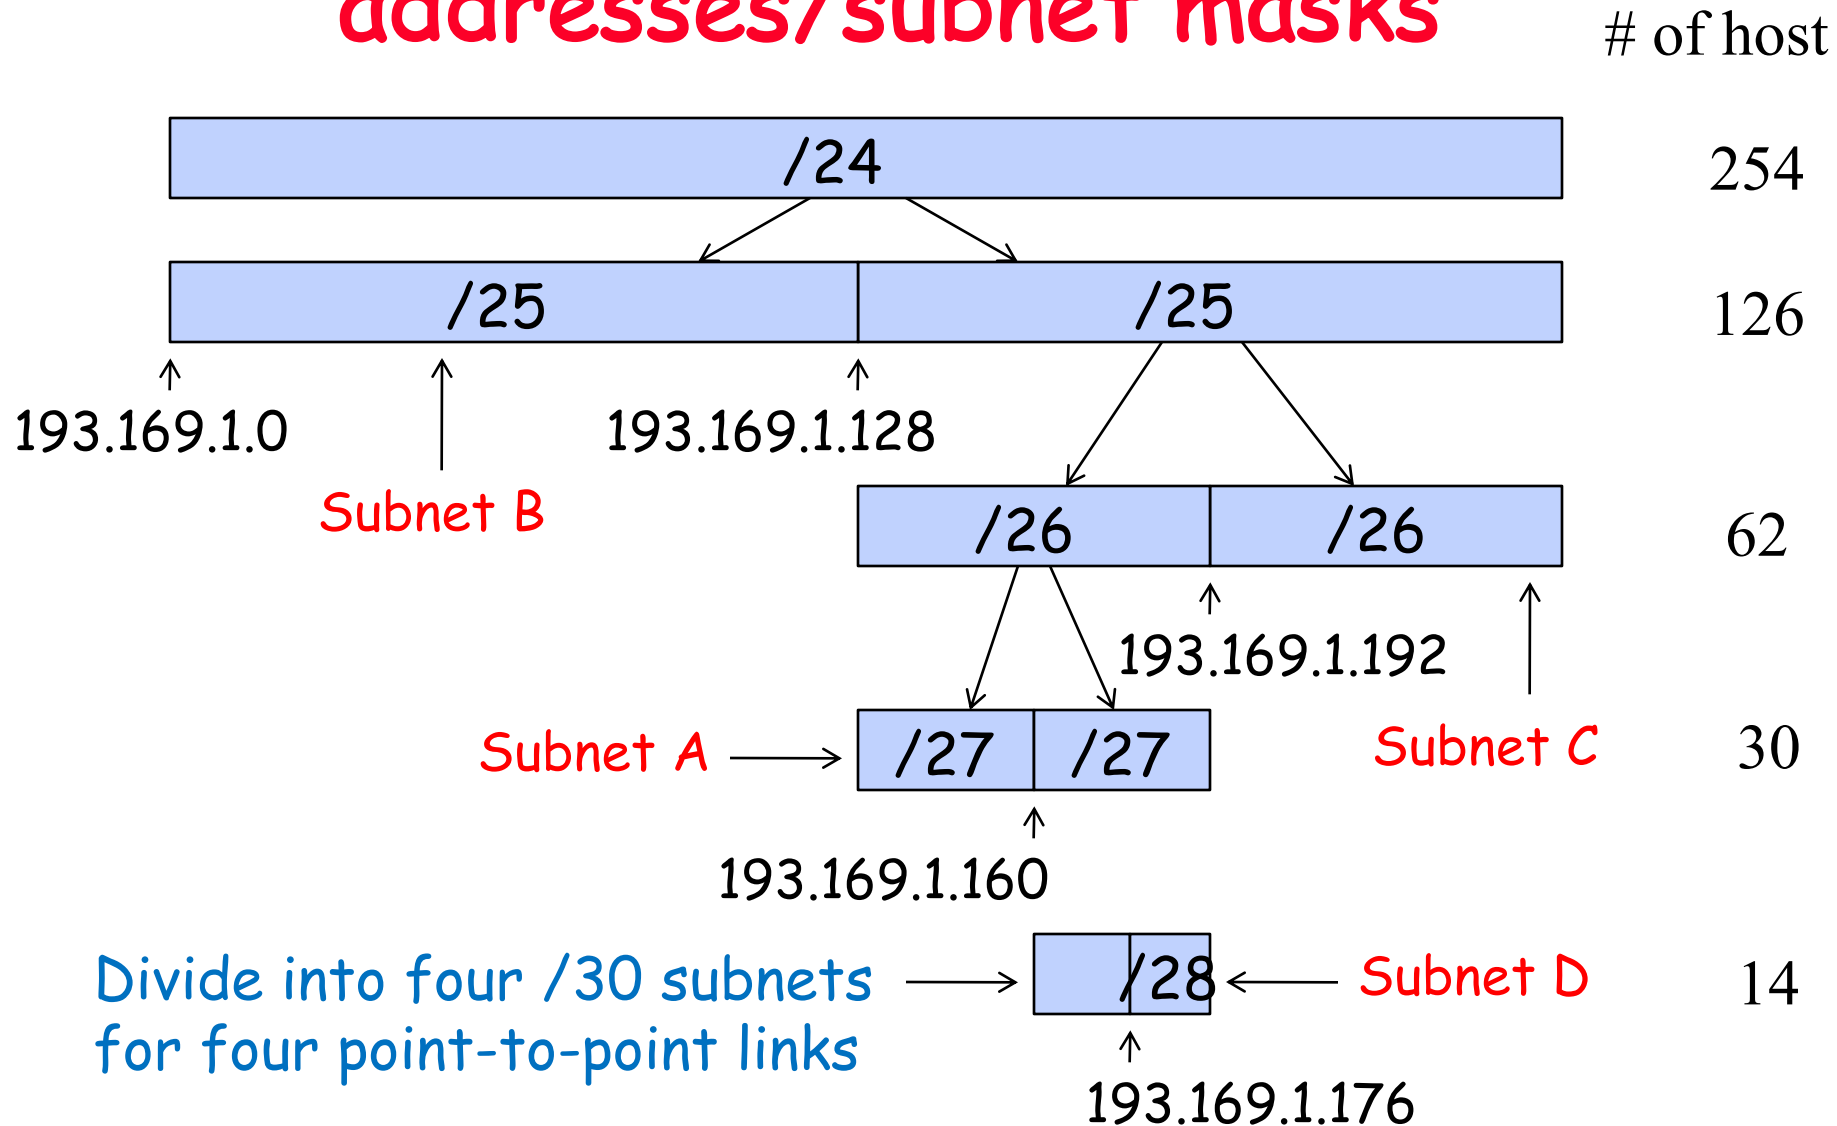 addresses/subnet masks
# of host
/24
254
/25 /25
126
193.169.1.0
193.169.1.128
Subnet B
/26 /26
62
193.169.1.192
Subnet A
/27 /27
Subnet C
30
193.169.1.160
Divide into four /30 subnets
for four point-to-point links
/28
Subnet D
14
193.169.1.176